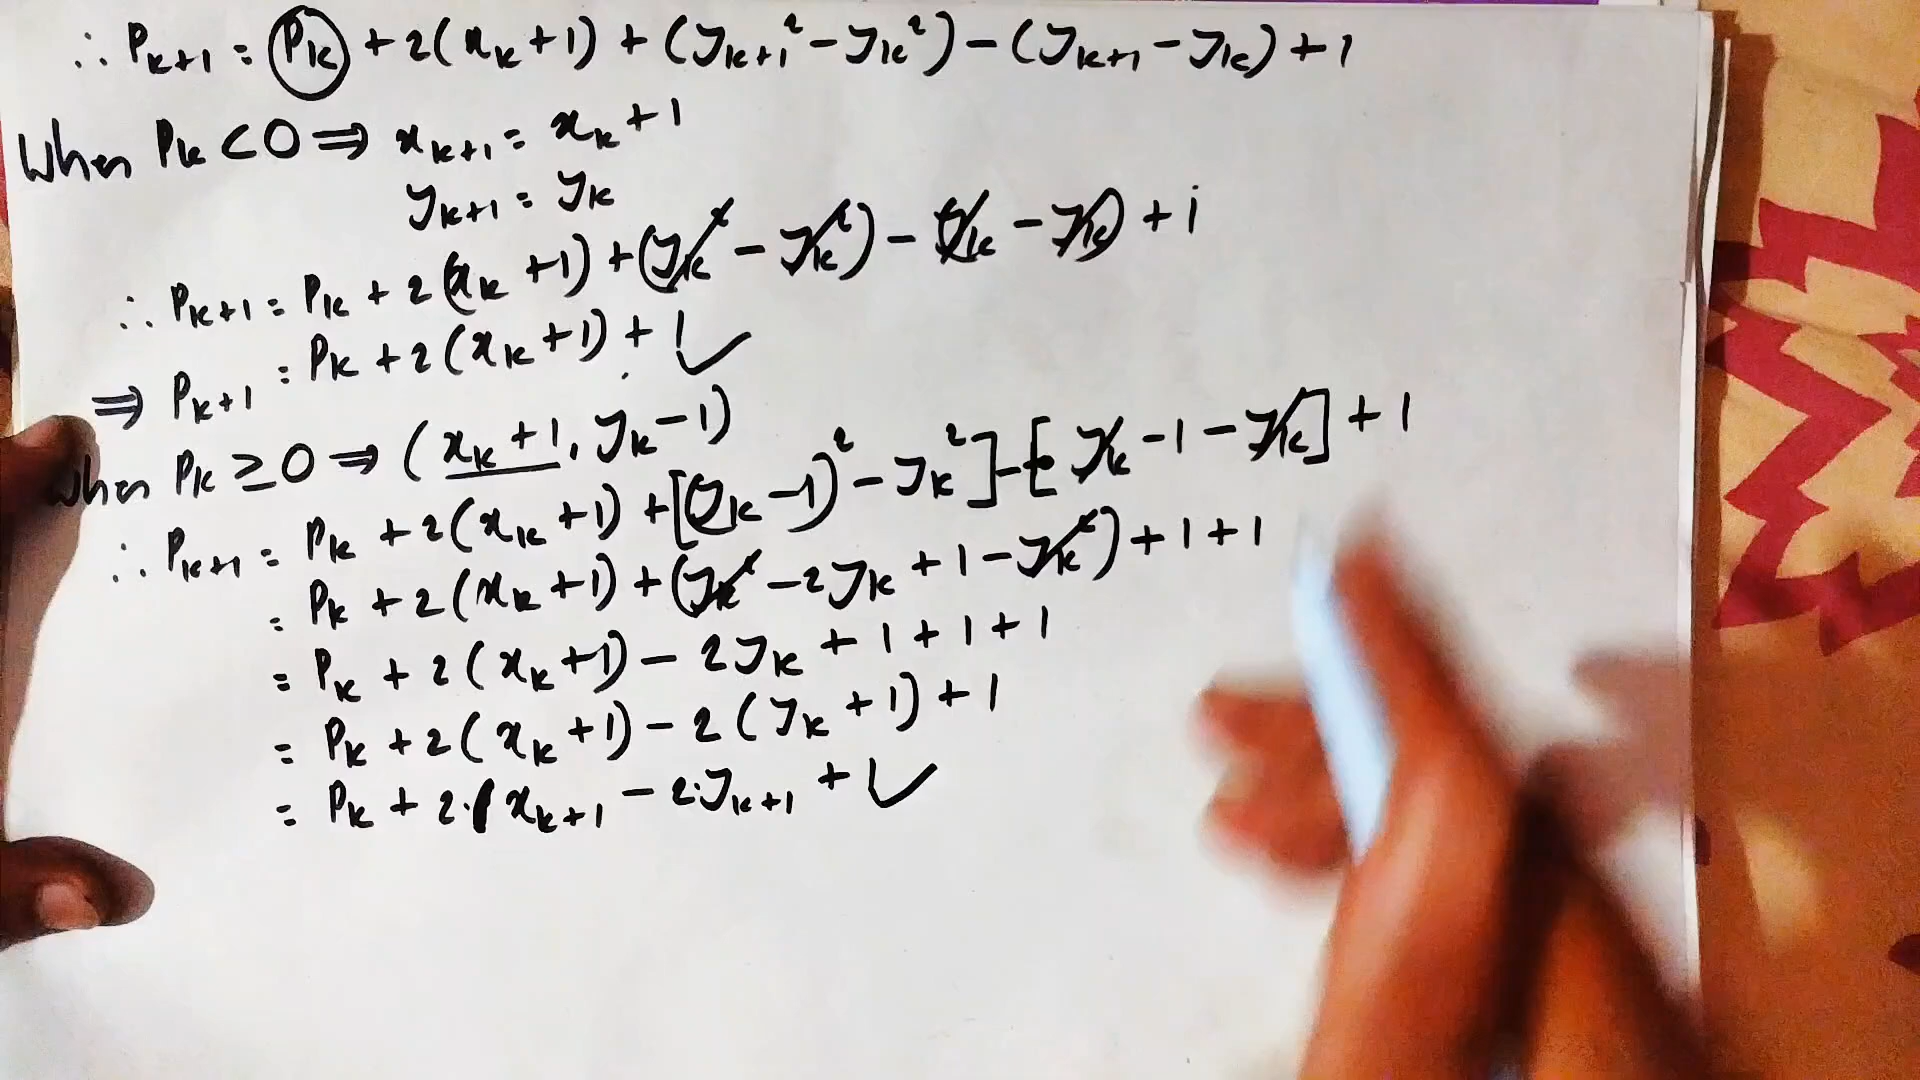 ∴ Pk+1 = Pk + 2(xk + 1) + (yk+1² − yk²) − (yk+1 − yk) + 1
When Pk < 0 ⇒ xk+1 = xk + 1
yk+1 = yk
∴ Pk+1 = Pk + 2(xk + 1) + (yk² − yk²) − (yk − yk) + 1
⇒ Pk+1 = Pk + 2(xk + 1) + 1 ✓
When Pk ≥ 0 ⇒ (xk + 1, yk − 1)
∴ Pk+1 = Pk + 2(xk + 1) + [(yk − 1)² − yk²] − [yk − 1 − yk] + 1
= Pk + 2(xk + 1) + (yk² − 2yk + 1 − yk²) + 1 + 1
= Pk + 2(xk + 1) − 2yk + 1 + 1 + 1
= Pk + 2(xk + 1) − 2(yk + 1) + 1
= Pk + 2·xk+1 − 2·yk+1 + 1 ✓